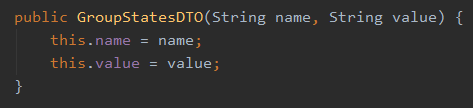 public GroupStatesDTO(String name, String value) {
    this.name = name;
    this.value = value;
}